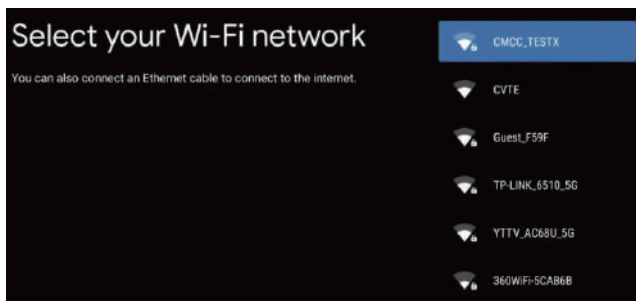 Select your Wi-Fi network
You can also connect an Ethernet cable to connect to the internet.
CMCC_TESTX
CVTE
Guest_F59F
TP-LINK_6510_5G
YTTV_AC68U_5G
360WiFi-5CAB6B